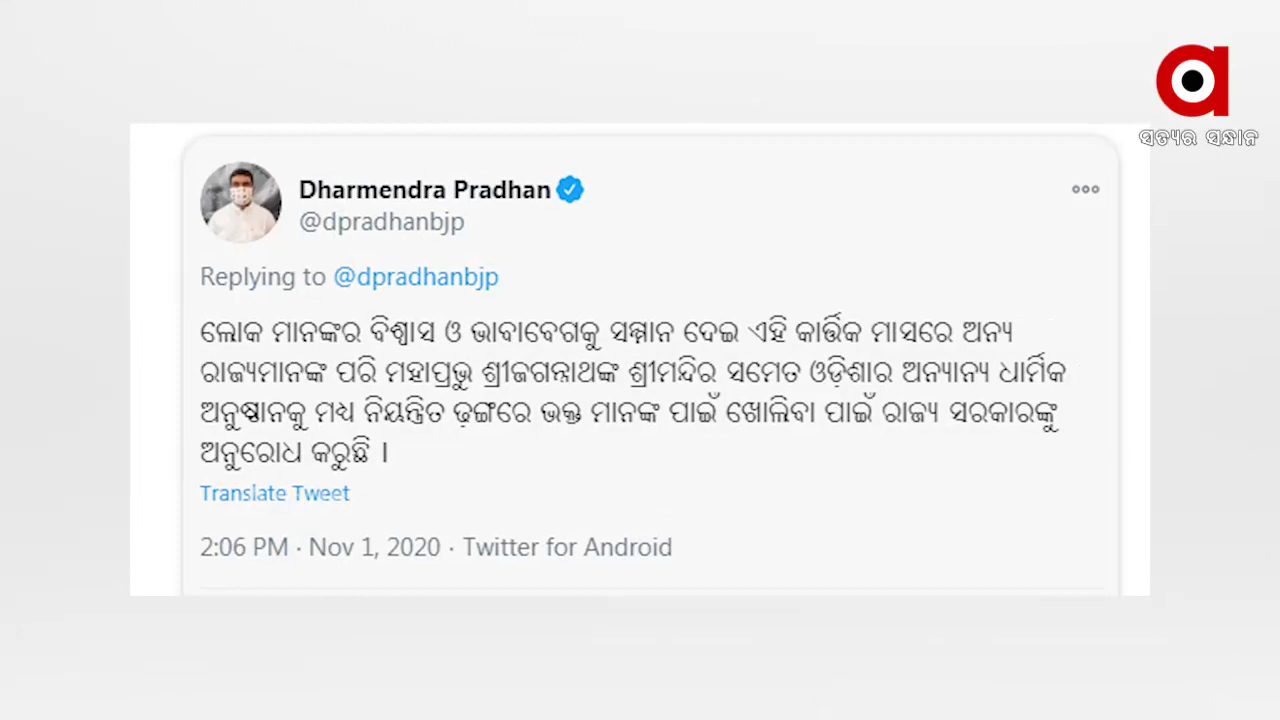 ସତ୍ୟର ସନ୍ଧାନ
Dharmendra Pradhan
@dpradhanbjp
Replying to @dpradhanbjp
ଲୋକ ମାନଙ୍କର ବିଶ୍ୱାସ ଓ ଭାବାବେଗକୁ ସମ୍ମାନ ଦେଇ ଏହି କାର୍ତ୍ତିକ ମାସରେ ଅନ୍ୟ
ରାଜ୍ୟମାନଙ୍କ ପରି ମହାପ୍ରଭୁ ଶ୍ରୀଜଗନ୍ନାଥଙ୍କ ଶ୍ରୀମନ୍ଦିର ସମେତ ଓଡ଼ିଶାର ଅନ୍ୟାନ୍ୟ ଧାର୍ମିକ
ଅନୁଷ୍ଠାନକୁ ମଧ୍ୟ ନିୟନ୍ତ୍ରିତ ଢ଼ଙ୍ଗରେ ଭକ୍ତ ମାନଙ୍କ ପାଇଁ ଖୋଲିବା ପାଇଁ ରାଜ୍ୟ ସରକାରଙ୍କୁ
ଅନୁରୋଧ କରୁଛି ।
Translate Tweet
2:06 PM · Nov 1, 2020 · Twitter for Android